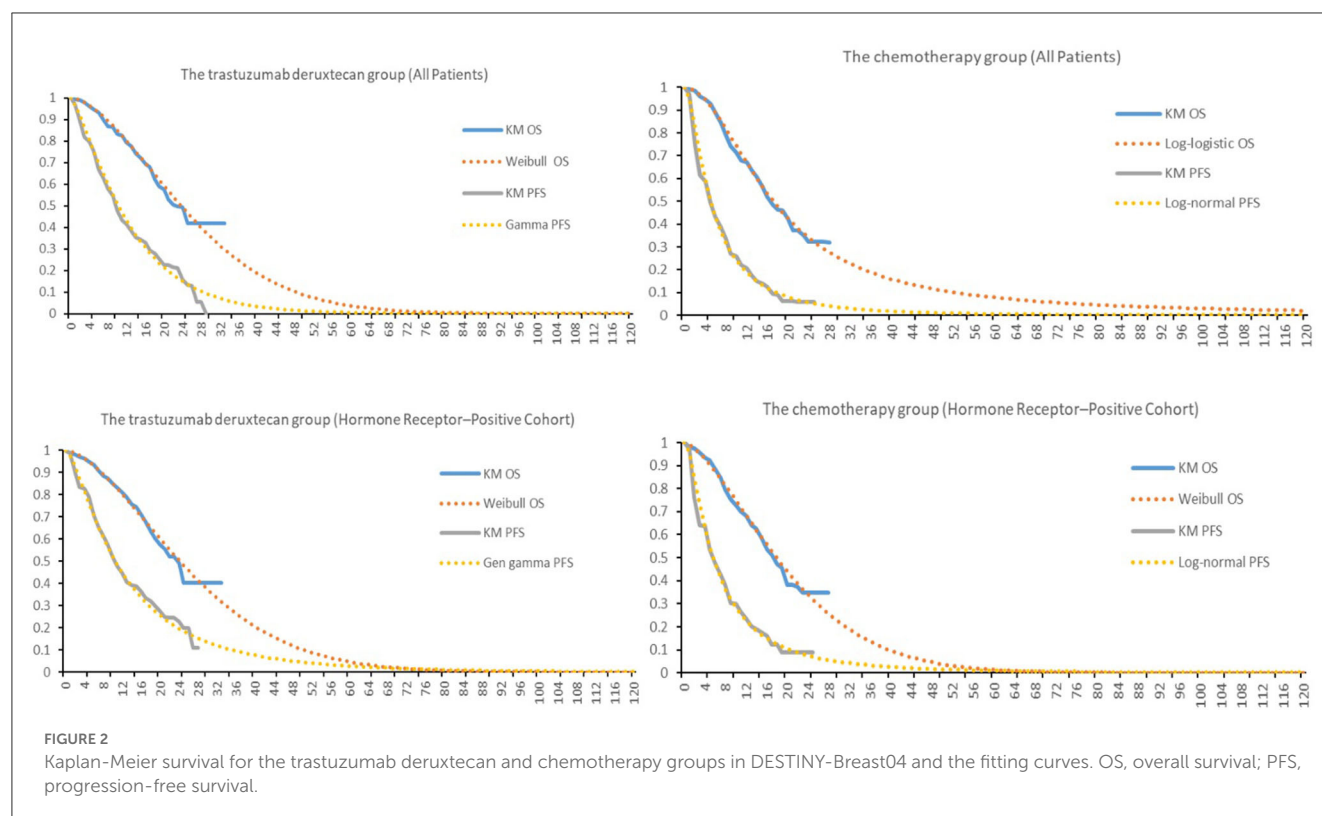 The trastuzumab deruxtecan group (All Patients)
1
0.9
0.8
0.7
0.6
0.5
0.4
0.3
0.2
0.1
0
KM OS
Weibull OS
KM PFS
Gamma PFS
0 4 8 12 16 20 24 28 32 36 40 44 48 52 56 60 64 68 72 76 80 84 88 92 96 100 104 108 112 116 120
The chemotherapy group (All Patients)
1
0.9
0.8
0.7
0.6
0.5
0.4
0.3
0.2
0.1
0
KM OS
Log-logistic OS
KM PFS
Log-normal PFS
0 4 8 12 16 20 24 28 32 36 40 44 48 52 56 60 64 68 72 76 80 84 88 92 96 100 104 108 112 116 120
The trastuzumab deruxtecan group (Hormone Receptor–Positive Cohort)
1
0.9
0.8
0.7
0.6
0.5
0.4
0.3
0.2
0.1
0
KM OS
Weibull OS
KM PFS
Gen gamma PFS
0 4 8 12 16 20 24 28 32 36 40 44 48 52 56 60 64 68 72 76 80 84 88 92 96 100 104 108 112 116 120
The chemotherapy group (Hormone Receptor–Positive Cohort)
1
0.9
0.8
0.7
0.6
0.5
0.4
0.3
0.2
0.1
0
KM OS
Weibull OS
KM PFS
Log-normal PFS
0 4 8 12 16 20 24 28 32 36 40 44 48 52 56 60 64 68 72 76 80 84 88 92 96 100 104 108 112 116 120
FIGURE 2
Kaplan-Meier survival for the trastuzumab deruxtecan and chemotherapy groups in DESTINY-Breast04 and the fitting curves. OS, overall survival; PFS,
progression-free survival.